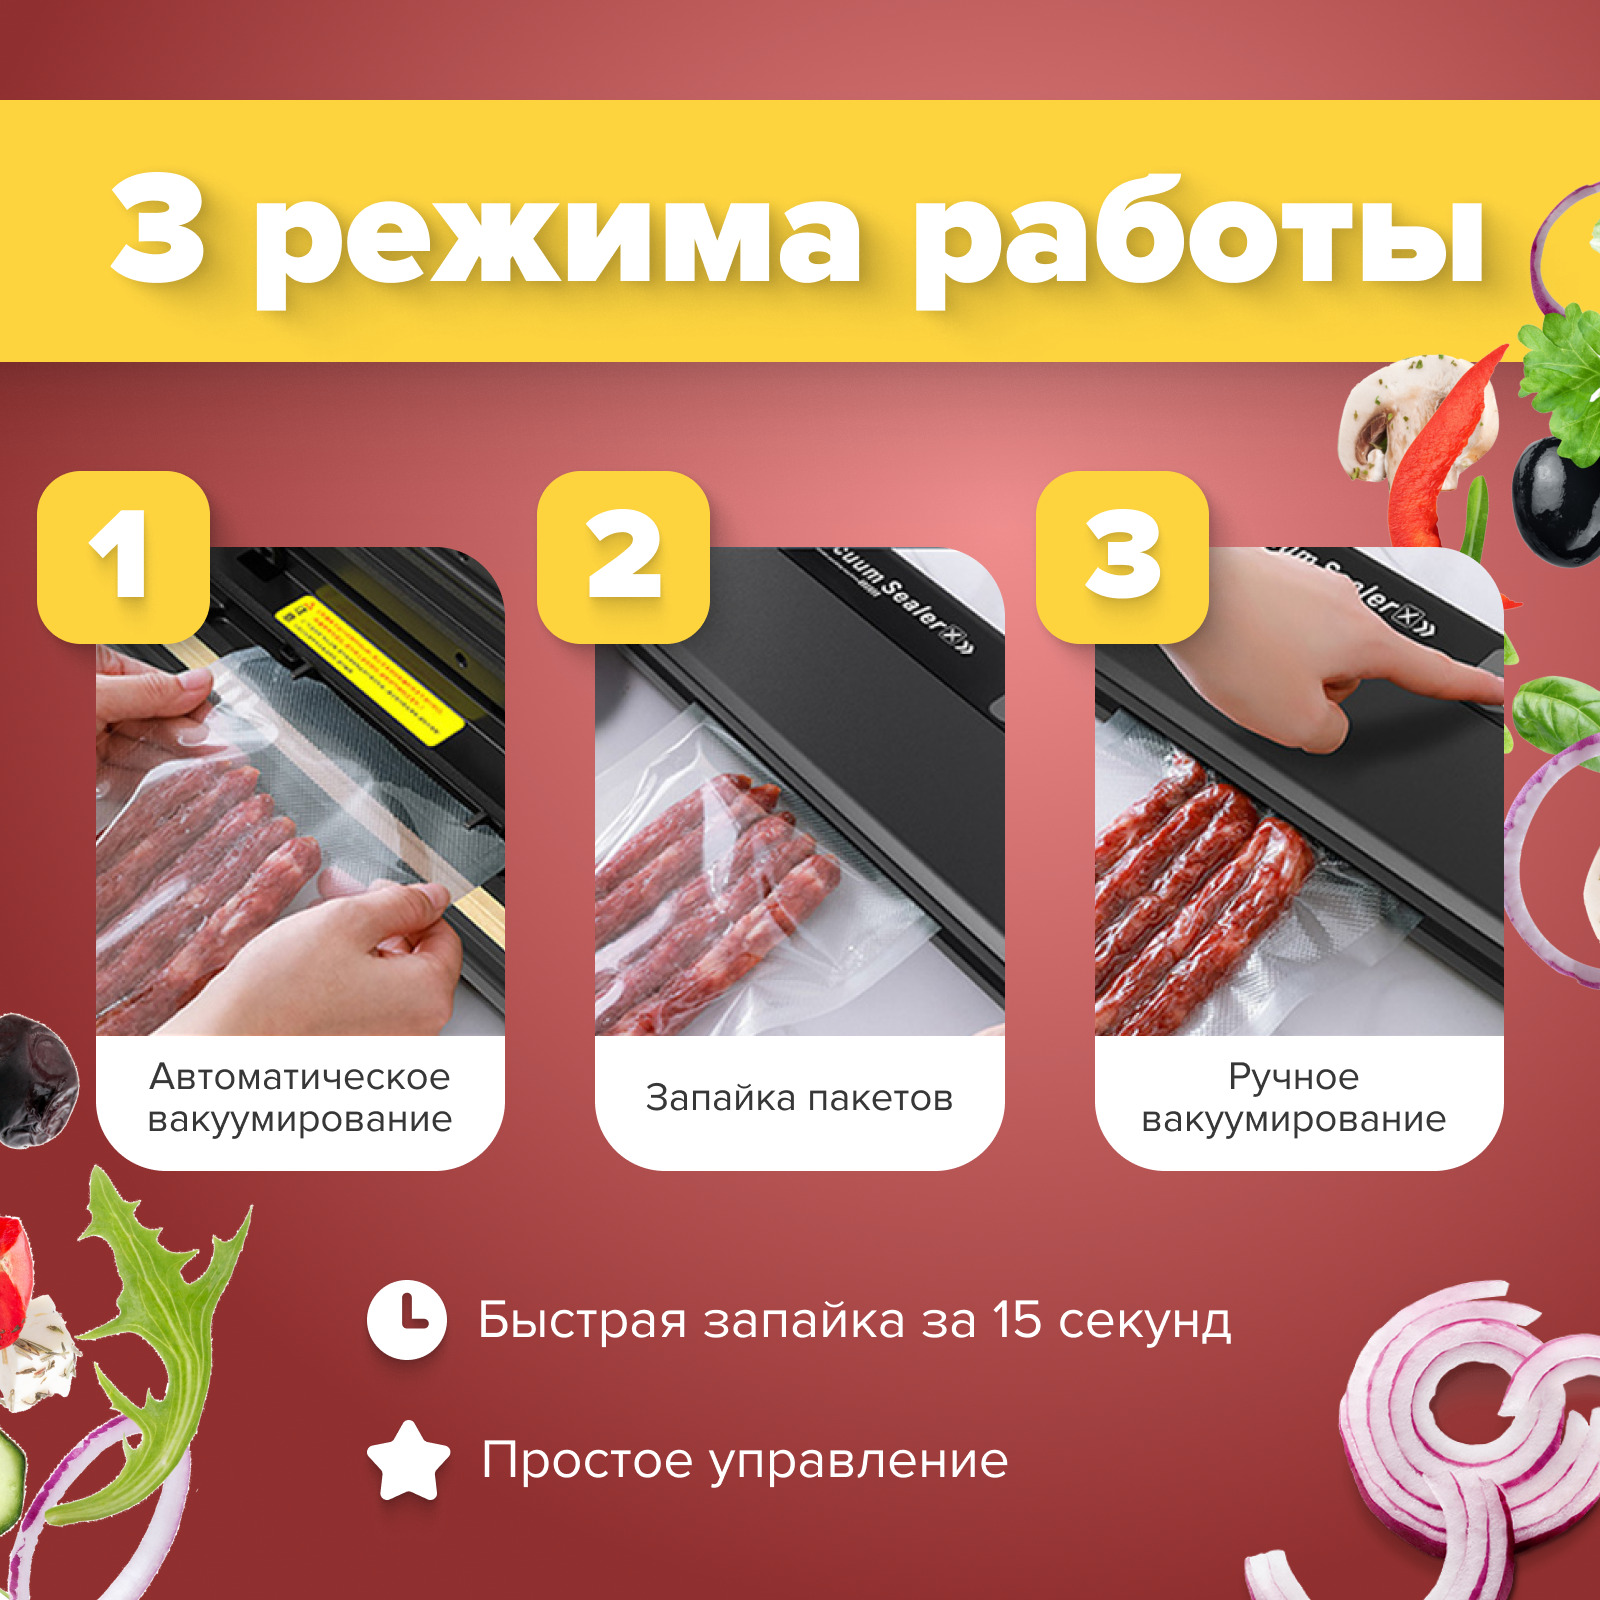 3 режима работы
1
2
3
cuum Sealer
uum Sealer
Автоматическое
вакуумирование
Запайка пакетов
Ручное
вакуумирование
Быстрая запайка за 15 секунд
Простое управление